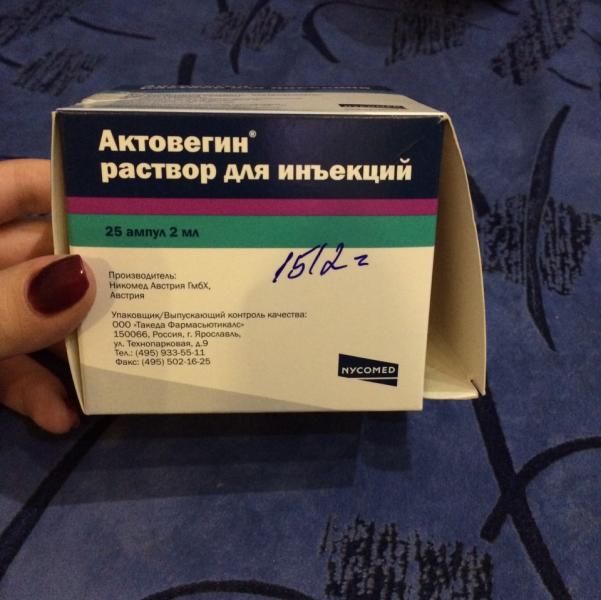 Актовегин®
раствор для инъекций
25 ампул 2 мл
Производитель:
Никомед Австрия ГмбХ,
Австрия
Упаковщик/Выпускающий контроль качества:
ООО «Такеда Фармасьютикалс»
150066, Россия, г. Ярославль,
ул. Технопарковая, д.9
Тел.: (495) 933-55-11
Факс: (495) 502-16-25
NYCOMED